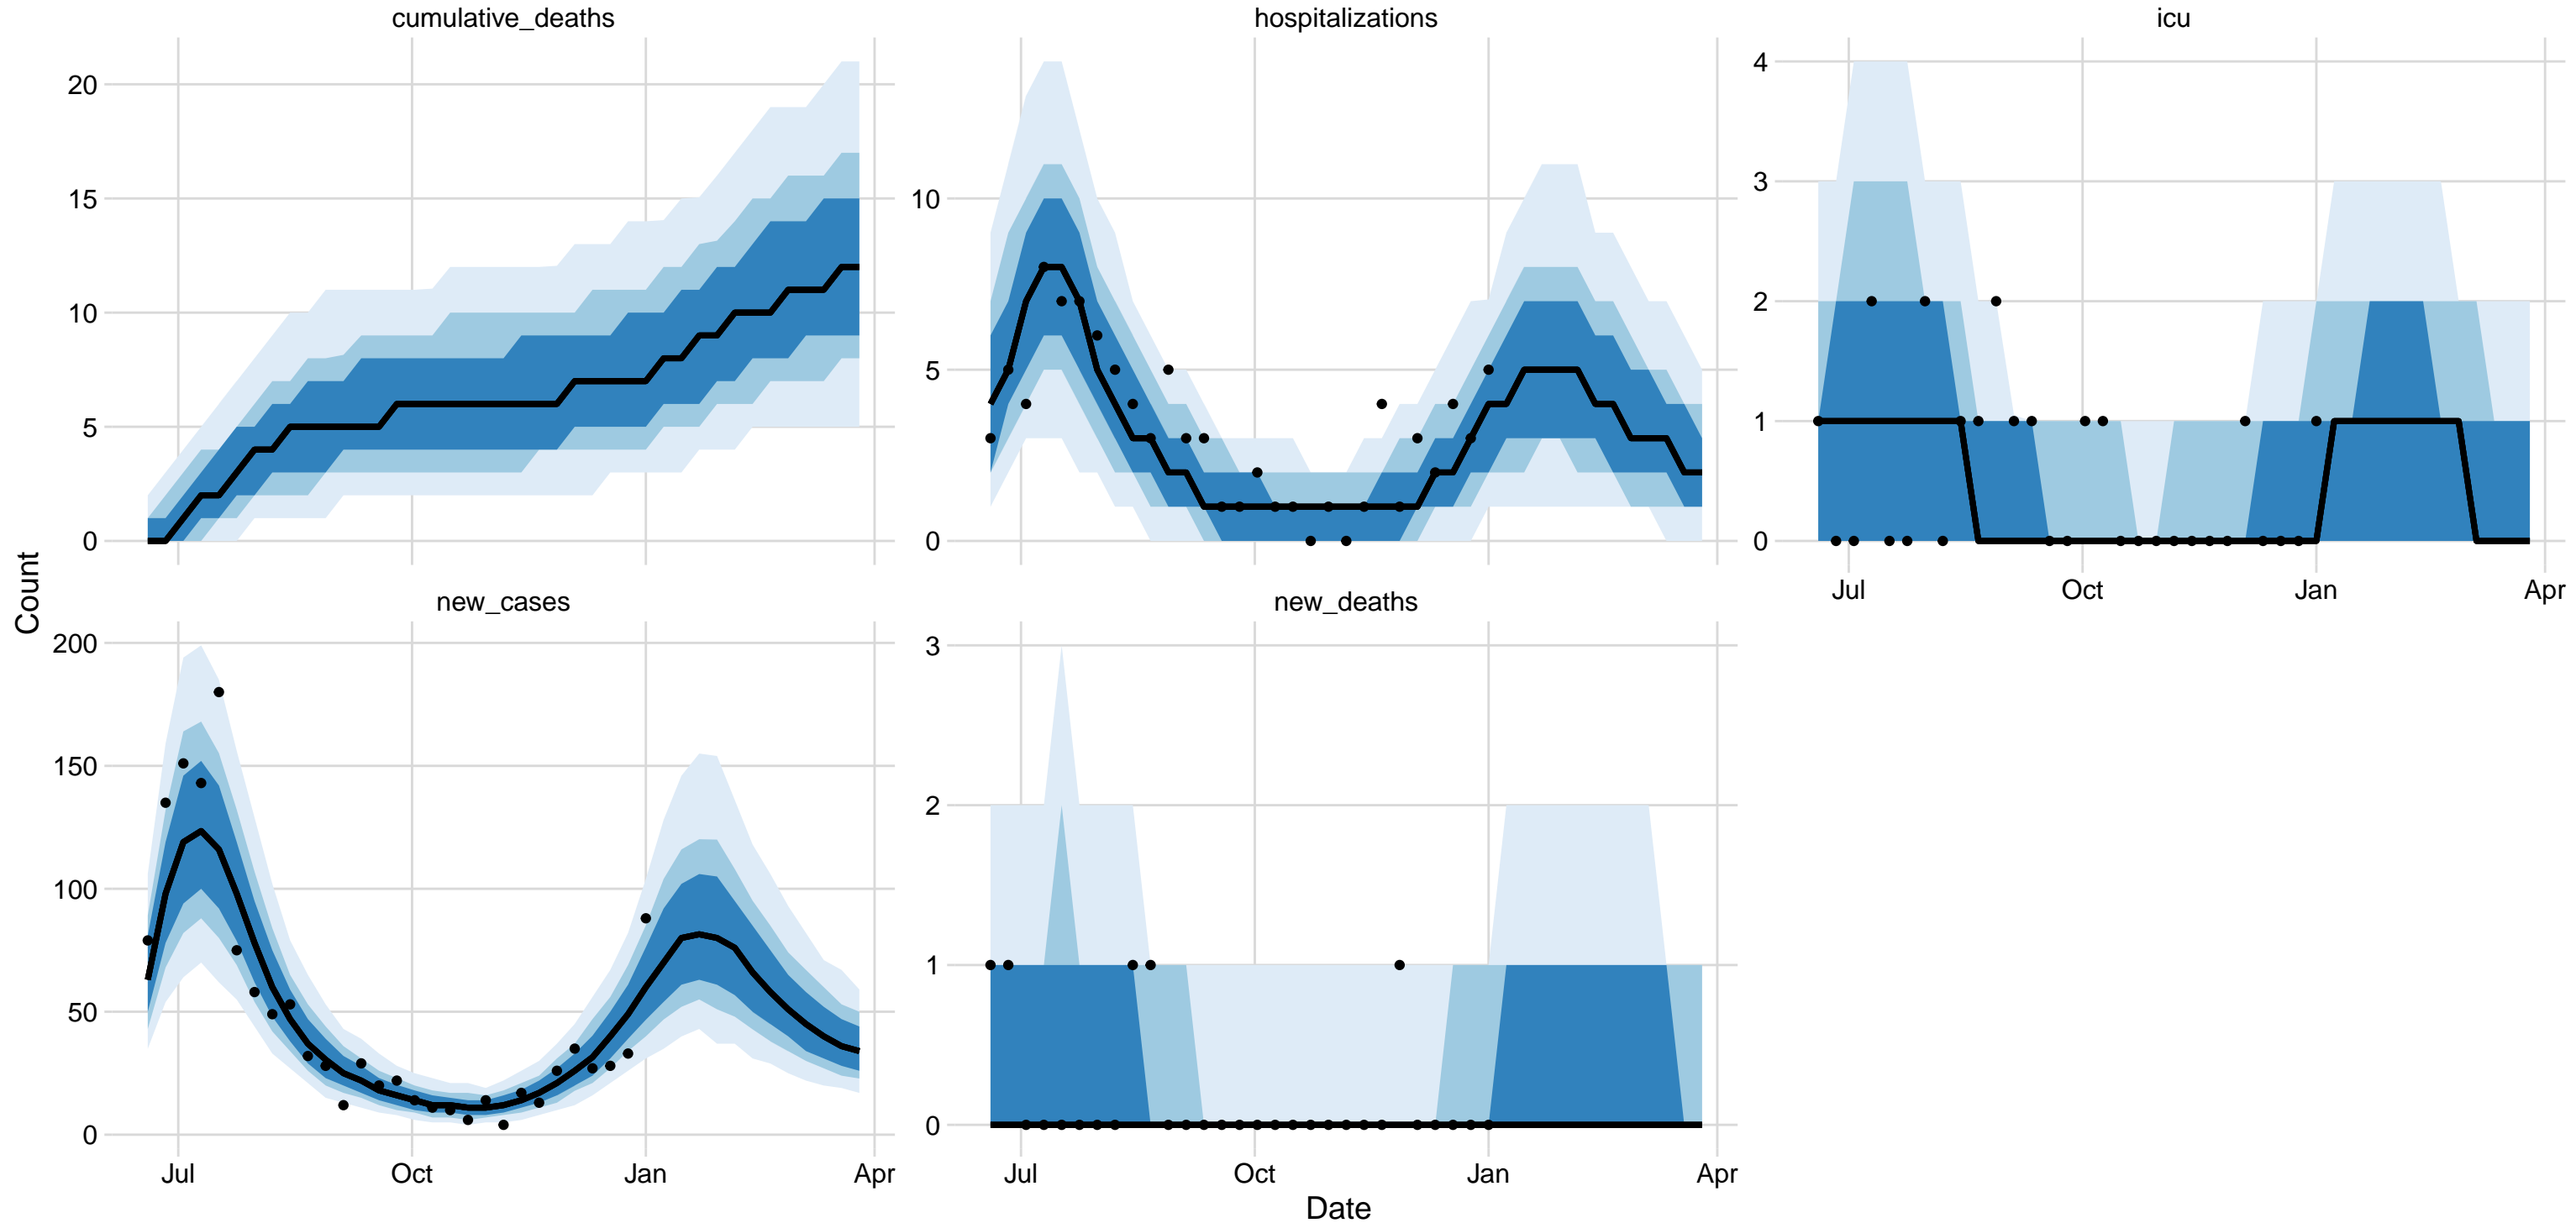 cumulative_deaths
hospitalizations
icu
20
15
10
5
0
10
5
0
4
3
2
1
0
Jul Oct Jan Apr
Count
new_cases
new_deaths
200
150
100
50
0
Jul Oct Jan Apr
3
2
1
0
Jul Oct Jan Apr
Date